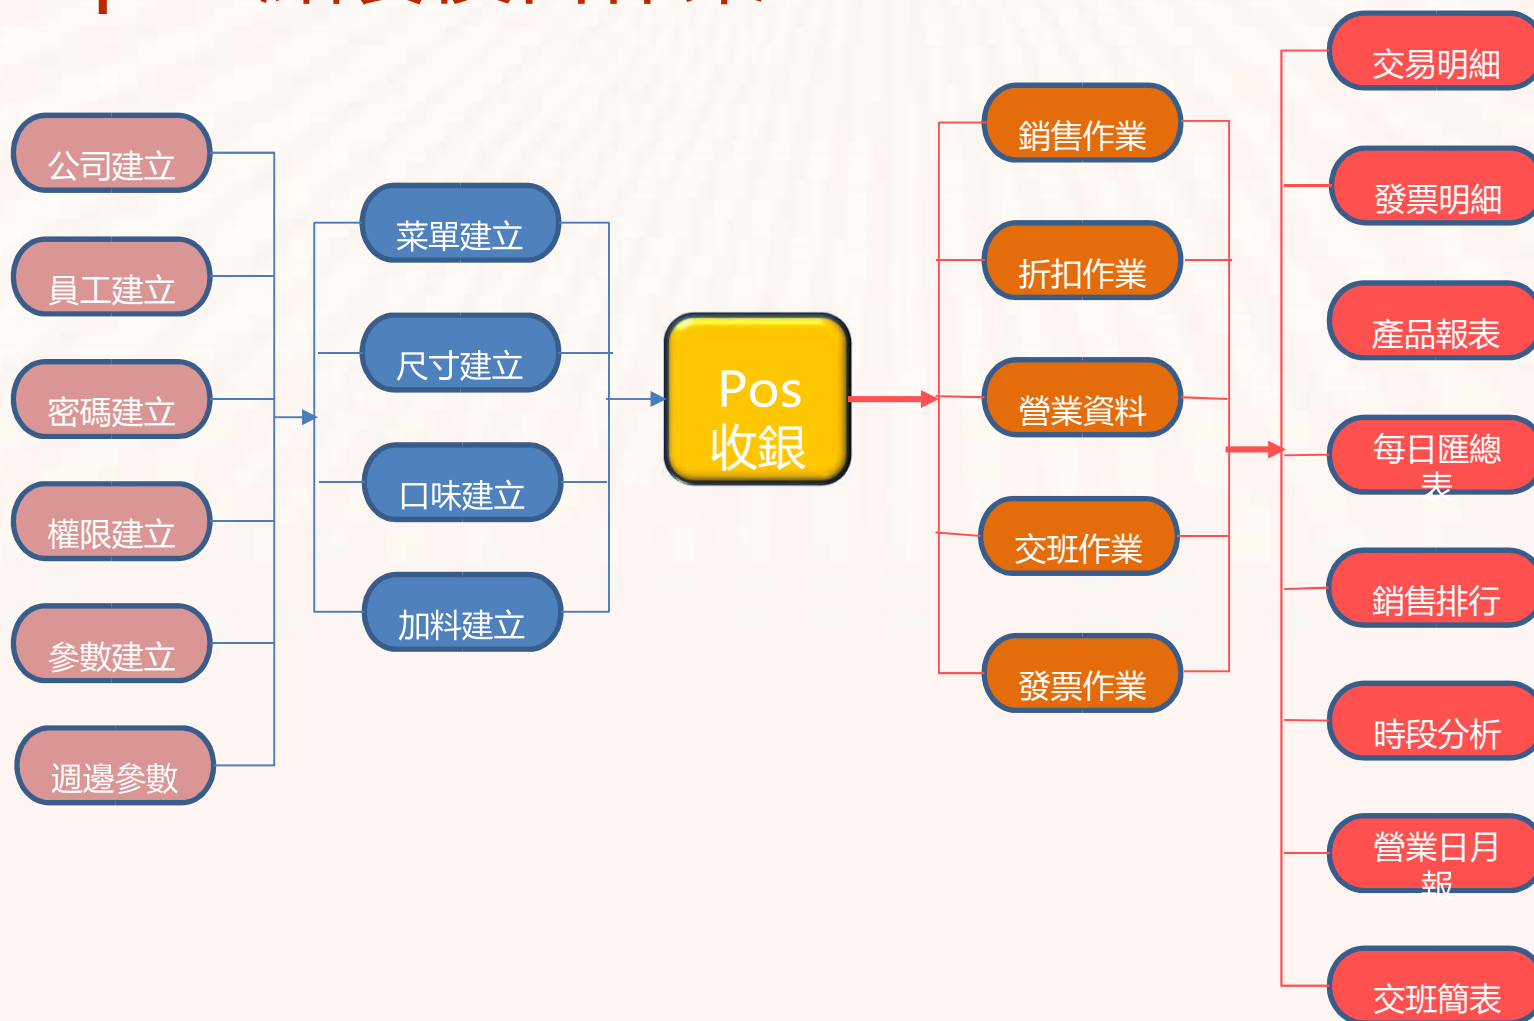 公司建立
員工建立
密碼建立
權限建立
參數建立
週邊參數
菜單建立
尺寸建立
口味建立
加料建立
Pos
收銀
銷售作業
折扣作業
營業資料
交班作業
發票作業
交易明細
發票明細
產品報表
每日匯總
表
銷售排行
時段分析
營業日月
報
交班簡表